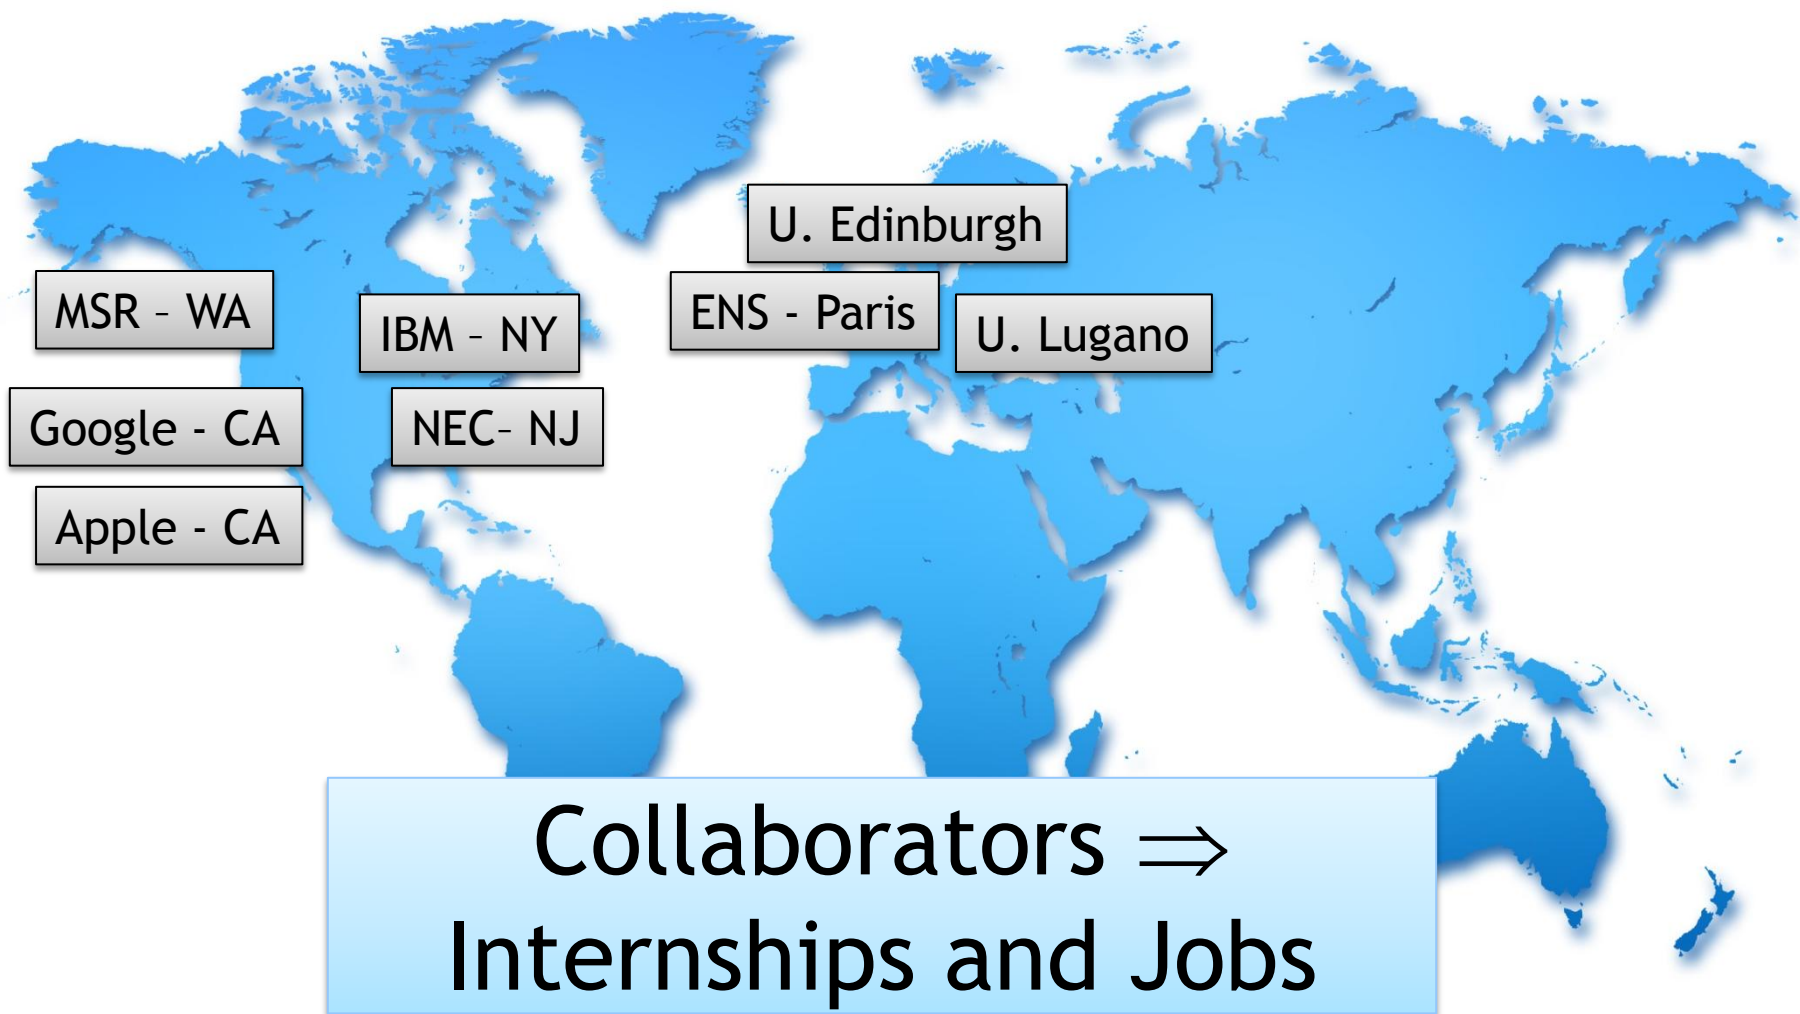 U. Edinburgh
MSR – WA
IBM – NY
ENS - Paris
U. Lugano
Google - CA
NEC– NJ
Apple - CA
Collaborators ⇒
Internships and Jobs